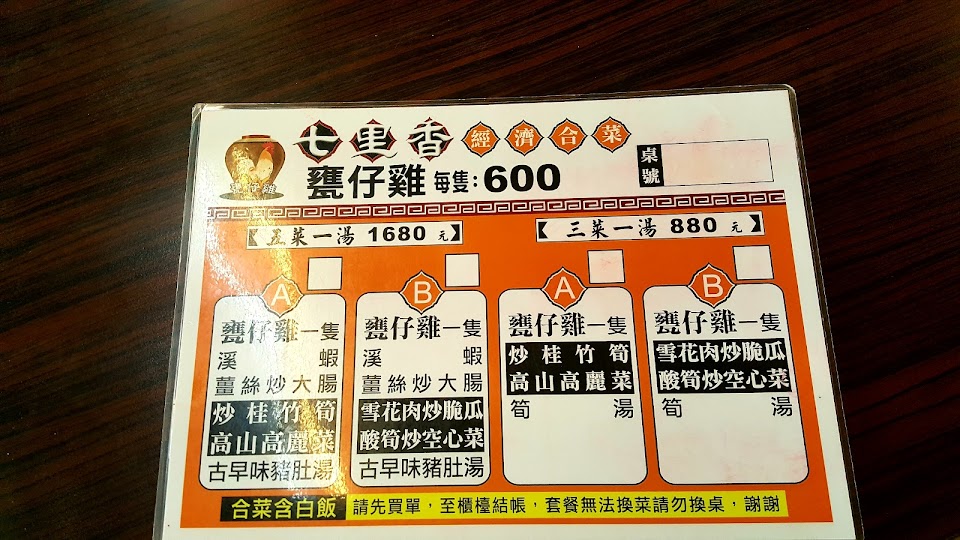 七里香 經濟合菜
甕仔雞 每隻：600
桌號
甕仔雞
【五菜一湯 1680 元】
【三菜一湯 880 元】
A
甕仔雞一隻
溪蝦
薑絲炒大腸
炒桂竹筍
高山高麗菜
古早味豬肚湯
B
甕仔雞一隻
溪蝦
薑絲炒大腸
雪花肉炒脆瓜
酸筍炒空心菜
古早味豬肚湯
A
甕仔雞一隻
炒桂竹筍
高山高麗菜
筍湯
B
甕仔雞一隻
雪花肉炒脆瓜
酸筍炒空心菜
筍湯
合菜含白飯 請先買單，至櫃檯結帳，套餐無法換菜請勿換桌，謝謝